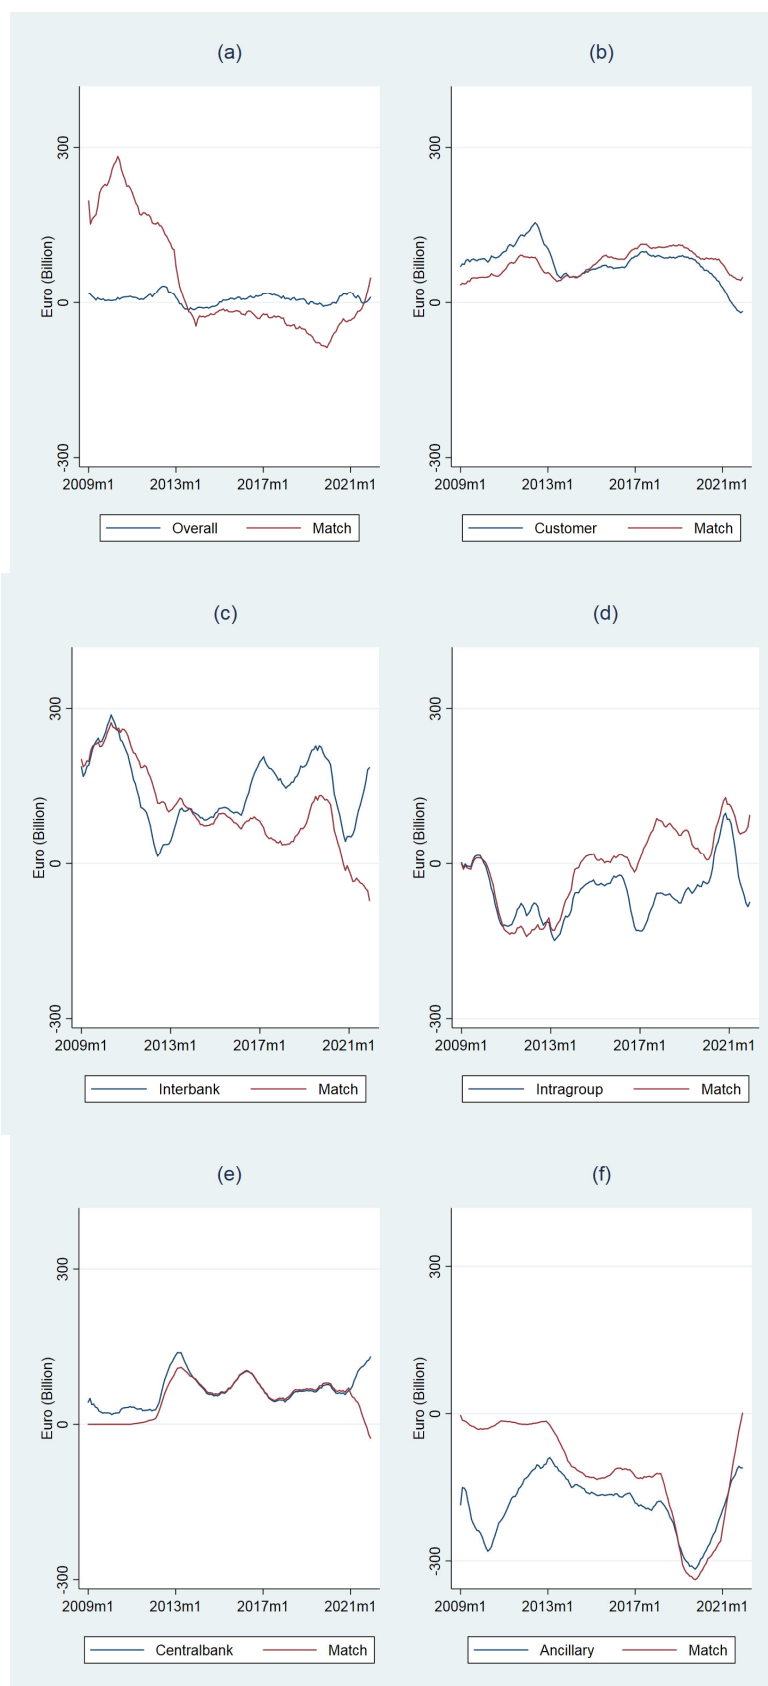 (a)
(b)
Euro (Billion)
300
0
-300
2009m1 2013m1 2017m1 2021m1
Overall Match
Euro (Billion)
300
0
-300
2009m1 2013m1 2017m1 2021m1
Customer Match
(c)
(d)
Euro (Billion)
300
0
-300
2009m1 2013m1 2017m1 2021m1
Interbank Match
Euro (Billion)
300
0
-300
2009m1 2013m1 2017m1 2021m1
Intragroup Match
(e)
(f)
Euro (Billion)
300
0
-300
2009m1 2013m1 2017m1 2021m1
Centralbank Match
Euro (Billion)
300
0
-300
2009m1 2013m1 2017m1 2021m1
Ancillary Match